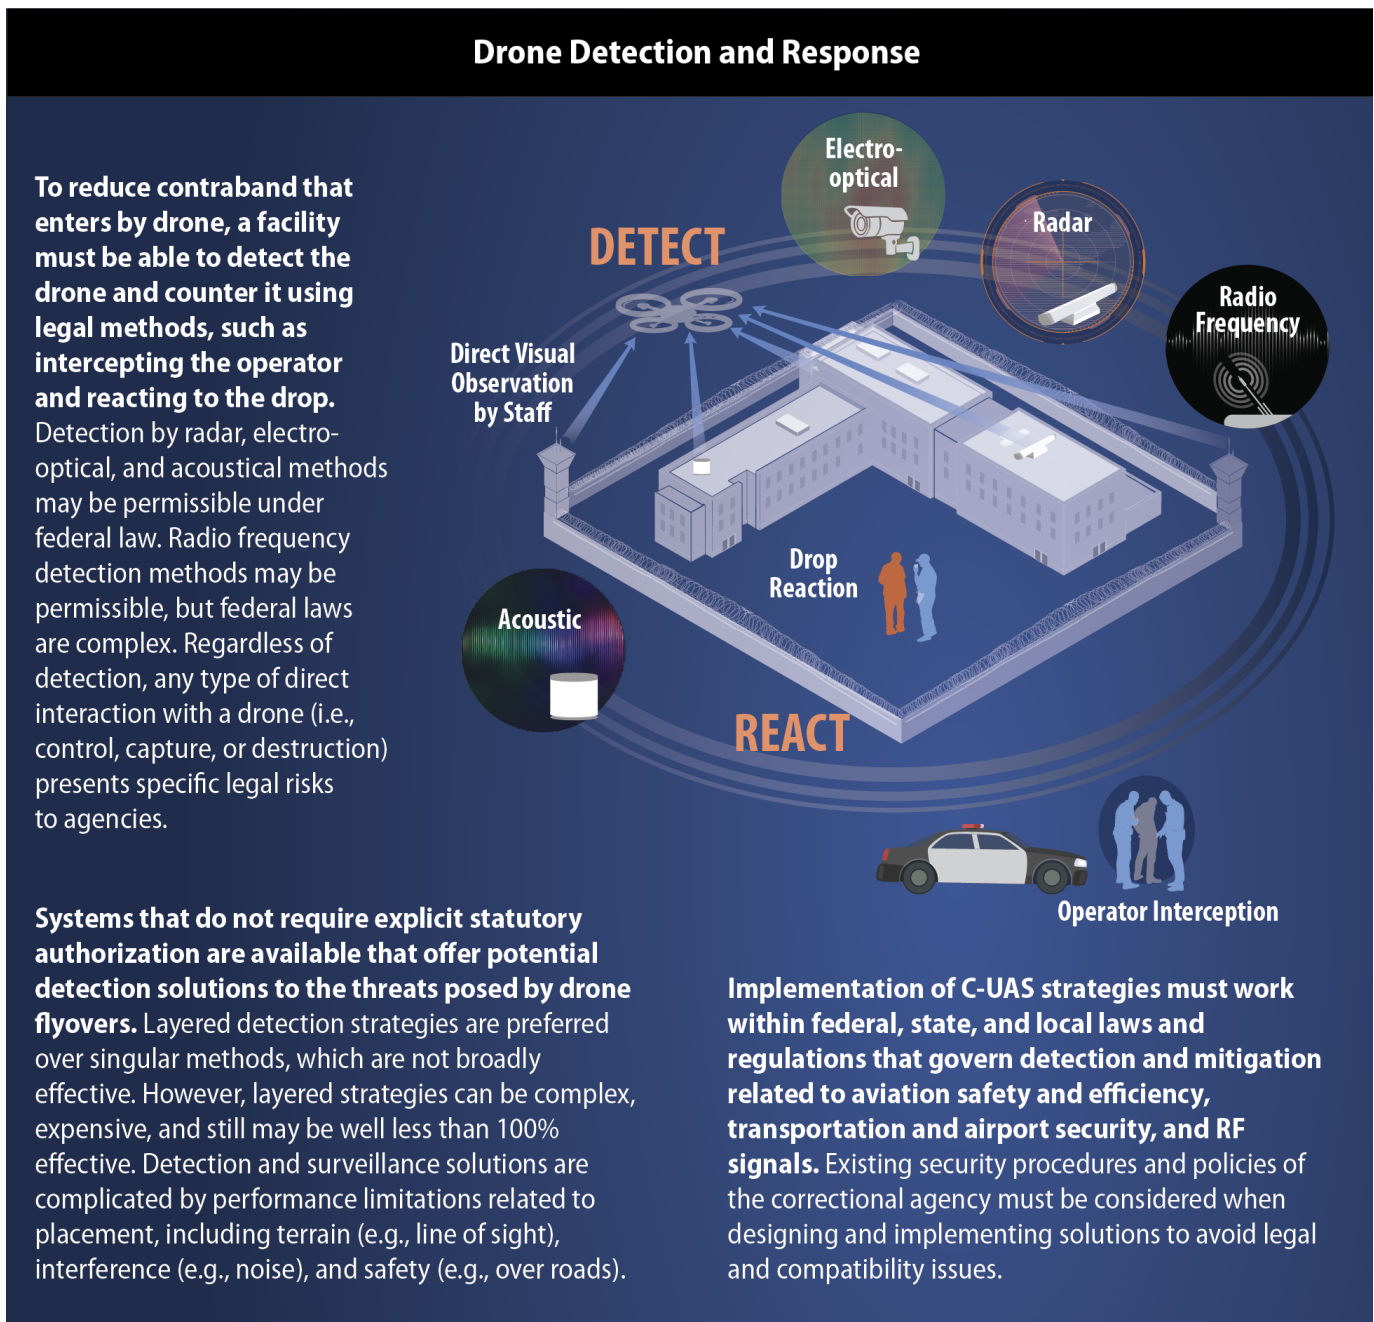 Drone Detection and Response
To reduce contraband that
enters by drone, a facility
must be able to detect the
drone and counter it using
legal methods, such as
intercepting the operator
and reacting to the drop.
Detection by radar, electro-
optical, and acoustical methods
may be permissible under
federal law. Radio frequency
detection methods may be
permissible, but federal laws
are complex. Regardless of
detection, any type of direct
interaction with a drone (i.e.,
control, capture, or destruction)
presents specific legal risks
to agencies.
DETECT
Electro-
optical
Radar
Radio
Frequency
Direct Visual
Observation
by Staff
Drop
Reaction
Acoustic
REACT
Operator Interception
Systems that do not require explicit statutory
authorization are available that offer potential
detection solutions to the threats posed by drone
flyovers. Layered detection strategies are preferred
over singular methods, which are not broadly
effective. However, layered strategies can be complex,
expensive, and still may be well less than 100%
effective. Detection and surveillance solutions are
complicated by performance limitations related to
placement, including terrain (e.g., line of sight),
interference (e.g., noise), and safety (e.g., over roads).
Implementation of C-UAS strategies must work
within federal, state, and local laws and
regulations that govern detection and mitigation
related to aviation safety and efficiency,
transportation and airport security, and RF
signals. Existing security procedures and policies of
the correctional agency must be considered when
designing and implementing solutions to avoid legal
and compatibility issues.